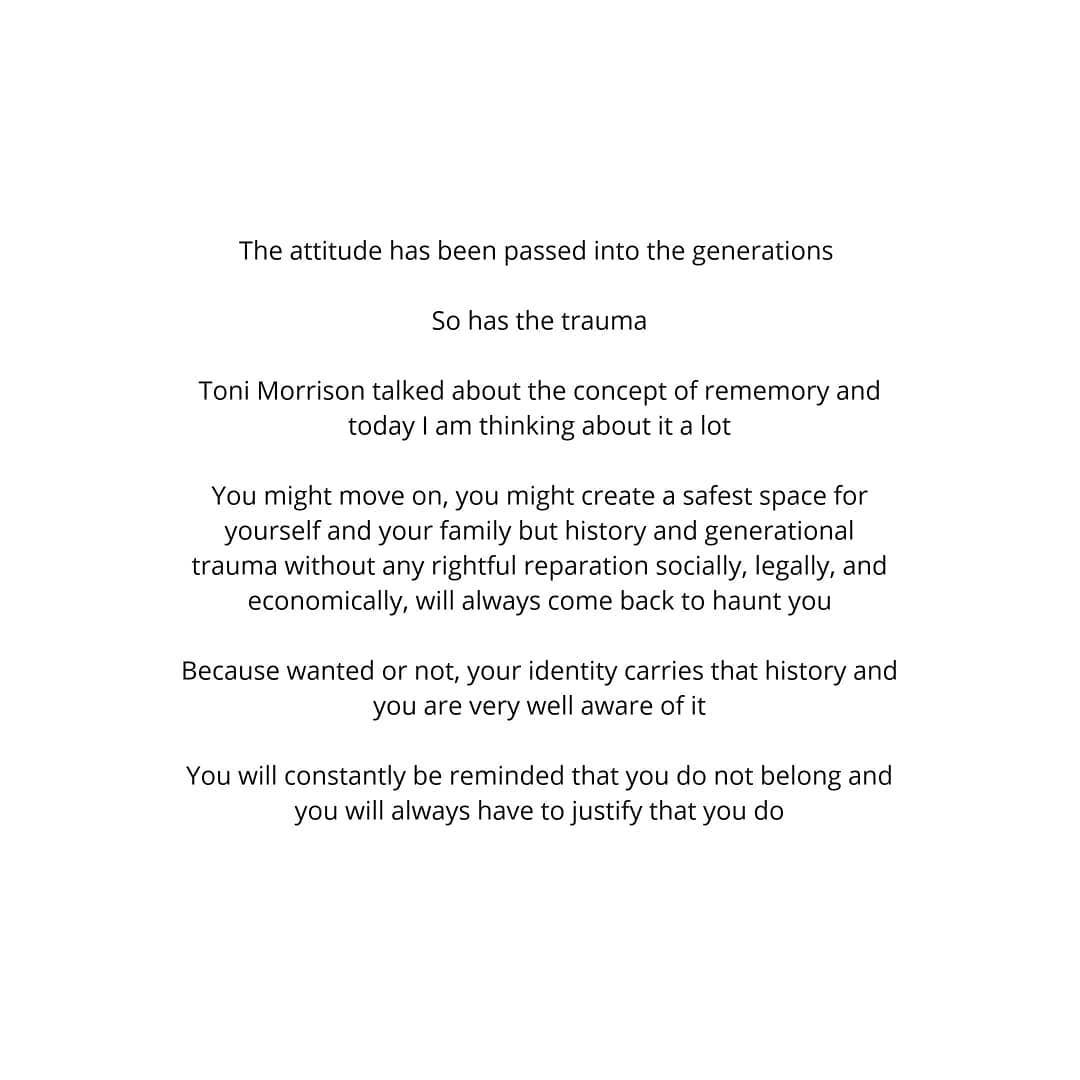 The attitude has been passed into the generations
So has the trauma
Toni Morrison talked about the concept of rememory and
today I am thinking about it a lot
You might move on, you might create a safest space for
yourself and your family but history and generational
trauma without any rightful reparation socially, legally, and
economically, will always come back to haunt you
Because wanted or not, your identity carries that history and
you are very well aware of it
You will constantly be reminded that you do not belong and
you will always have to justify that you do